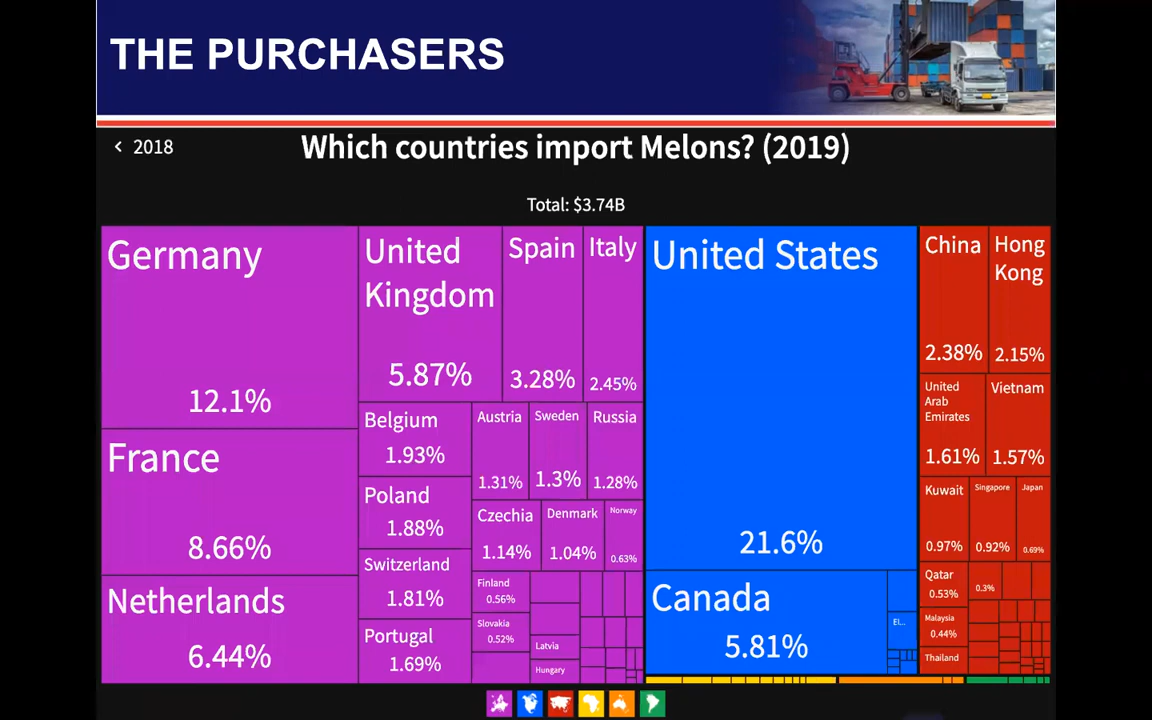 THE PURCHASERS
< 2018
Which countries import Melons? (2019)
Total: $3.74B
Germany
12.1%
France
8.66%
Netherlands
6.44%
United
Kingdom
5.87%
Spain
3.28%
Italy
2.45%
Belgium
1.93%
Poland
1.88%
Switzerland
1.81%
Portugal
1.69%
Austria
1.31%
Sweden
1.3%
Russia
1.28%
Czechia
1.14%
Denmark
1.04%
Norway
0.63%
Finland
0.56%
Slovakia
0.52%
Latvia
Hungary
United States
21.6%
Canada
5.81%
El...
China
2.38%
Hong
Kong
2.15%
United
Arab
Emirates
1.61%
Vietnam
1.57%
Kuwait
0.97%
Singapore
0.92%
Japan
0.69%
Qatar
0.53%
0.3%
Malaysia
0.44%
Thailand